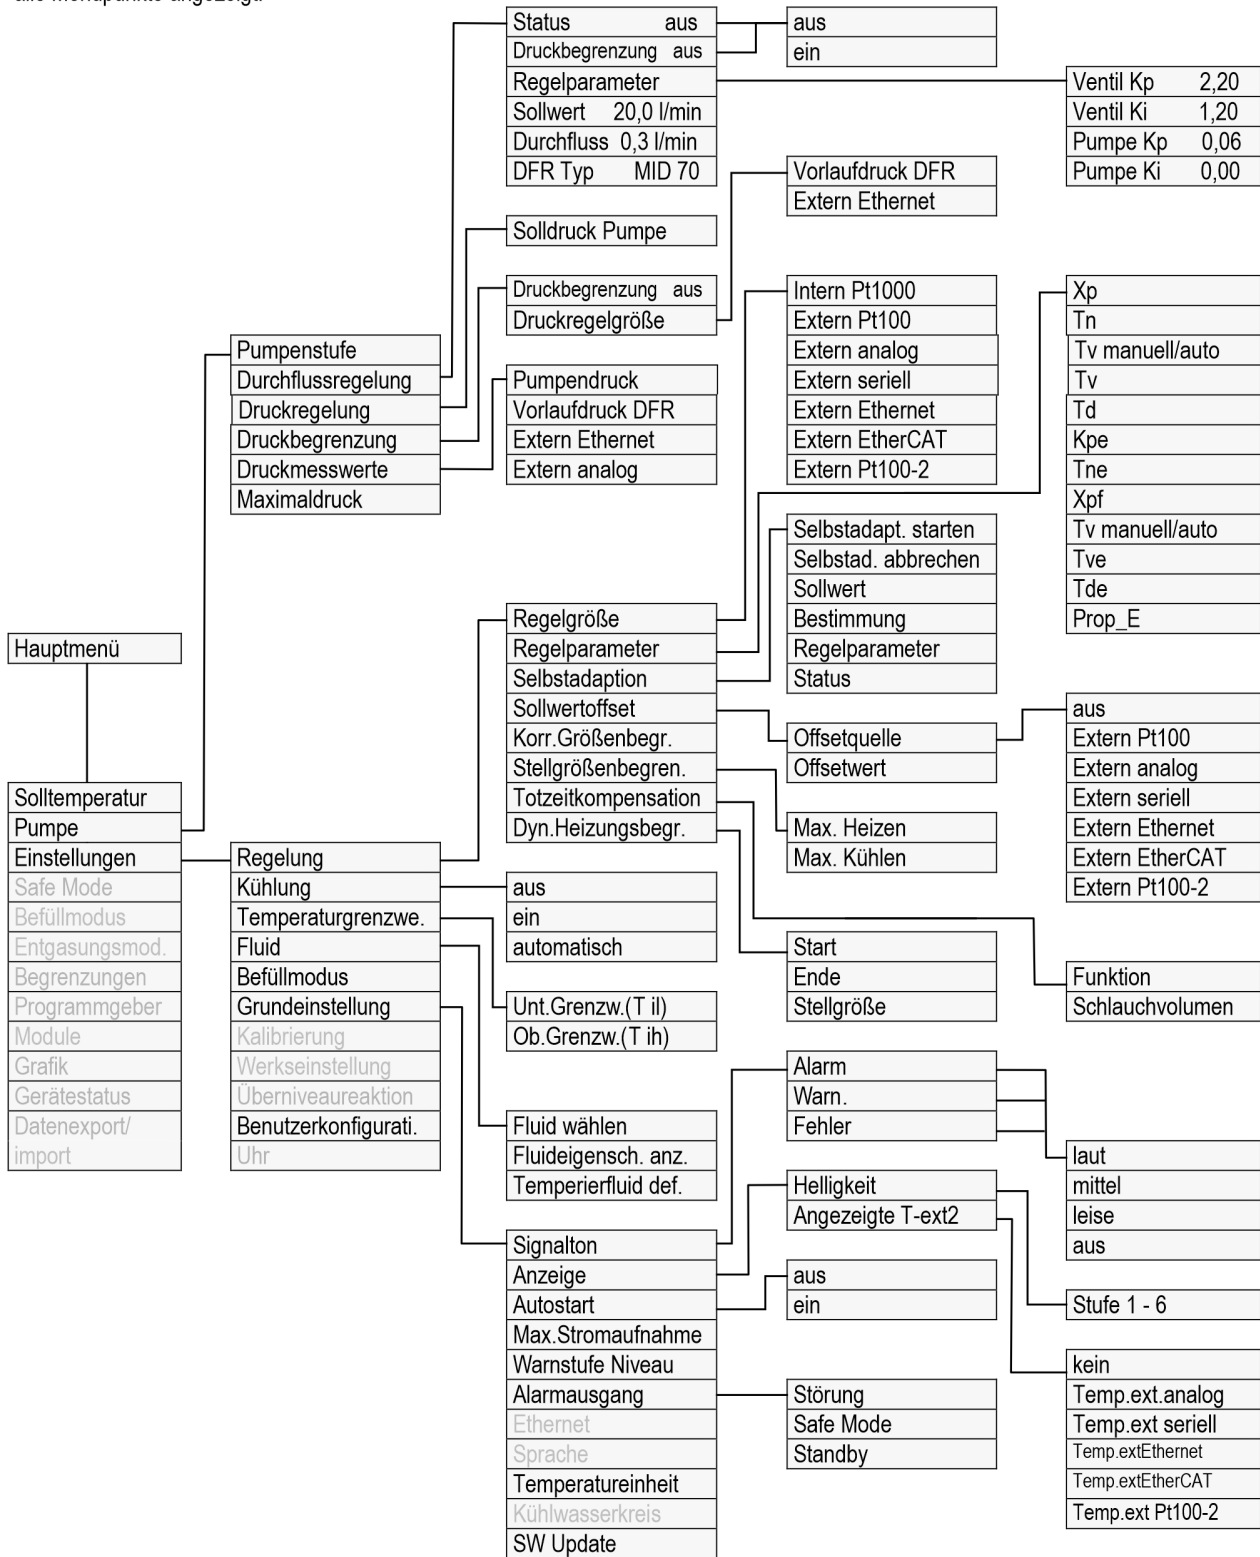 Status aus
Druckbegrenzung aus
Regelparameter
Sollwert 20,0 l/min
Durchfluss 0,3 l/min
DFR Typ MID 70
aus
ein
Ventil Kp 2,20
Ventil Ki 1,20
Pumpe Kp 0,06
Pumpe Ki 0,00
Vorlaufdruck DFR
Extern Ethernet
Solldruck Pumpe
Druckbegrenzung aus
Druckregelgröße
Pumpenstufe
Durchflussregelung
Druckregelung
Druckbegrenzung
Druckmesswerte
Maximaldruck
Pumpendruck
Vorlaufdruck DFR
Extern Ethernet
Extern analog
Intern Pt1000
Extern Pt100
Extern analog
Extern seriell
Extern Ethernet
Extern EtherCAT
Extern Pt100-2
Xp
Tn
Tv manuell/auto
Tv
Td
Kpe
Tne
Xpf
Tv manuell/auto
Tve
Tde
Prop_E
Selbstadapt. starten
Selbstad. abbrechen
Sollwert
Bestimmung
Regelparameter
Status
Hauptmenü
Regelgröße
Regelparameter
Selbstadaption
Sollwertoffset
Korr.Größenbegr.
Stellgrößenbegren.
Totzeitkompensation
Dyn.Heizungsbegr.
Offsetquelle
Offsetwert
aus
Extern Pt100
Extern analog
Extern seriell
Extern Ethernet
Extern EtherCAT
Extern Pt100-2
Max. Heizen
Max. Kühlen
Solltemperatur
Pumpe
Einstellungen
Safe Mode
Befüllmodus
Entgasungsmod.
Begrenzungen
Programmgeber
Module
Grafik
Gerätestatus
Datenexport/
import
Regelung
Kühlung
Temperaturgrenzwe.
Fluid
Befüllmodus
Grundeinstellung
Kalibrierung
Werkseinstellung
Überniveaureaktion
Benutzerkonfigurati.
Uhr
aus
ein
automatisch
Unt.Grenzw.(T il)
Ob.Grenzw.(T ih)
Start
Ende
Stellgröße
Funktion
Schlauchvolumen
Fluid wählen
Fluideigensch. anz.
Temperierfluid def.
Alarm
Warn.
Fehler
laut
mittel
leise
aus
Helligkeit
Angezeigte T-ext2
Signalton
Anzeige
Autostart
Max.Stromaufnahme
Warnstufe Niveau
Alarmausgang
Ethernet
Sprache
Temperatureinheit
Kühlwasserkreis
SW Update
aus
ein
Stufe 1 - 6
Störung
Safe Mode
Standby
kein
Temp.ext.analog
Temp.ext seriell
Temp.extEthernet
Temp.extEtherCAT
Temp.ext Pt100-2